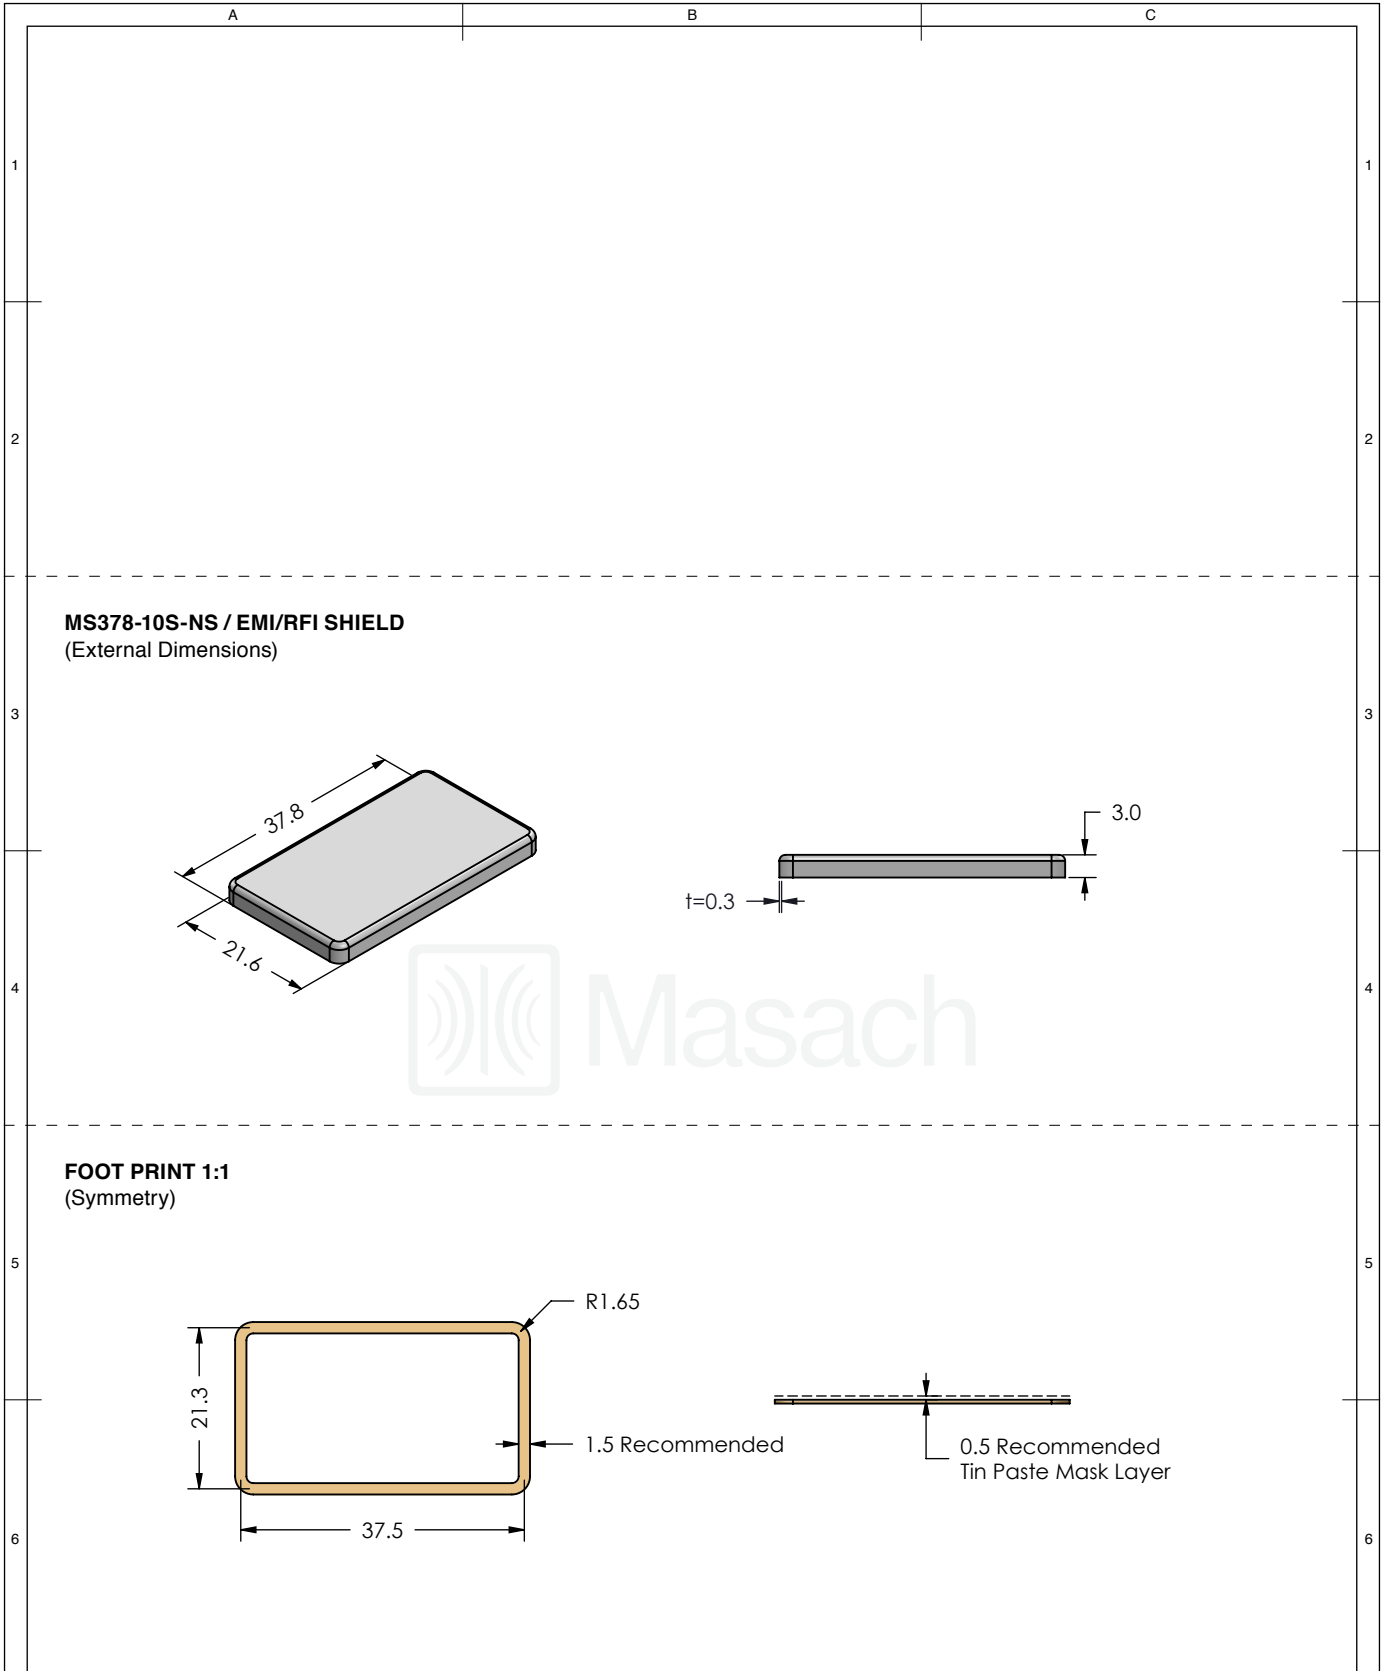 A B C
1 1
2 2
MS378-10S-NS / EMI/RFI SHIELD
(External Dimensions)
3 3
37.8
3.0
t=0.3
21.6
4 4
Masach
FOOT PRINT 1:1
(Symmetry)
5 5
R1.65
21.3
1.5 Recommended
0.5 Recommended
Tin Paste Mask Layer
37.5
6 6